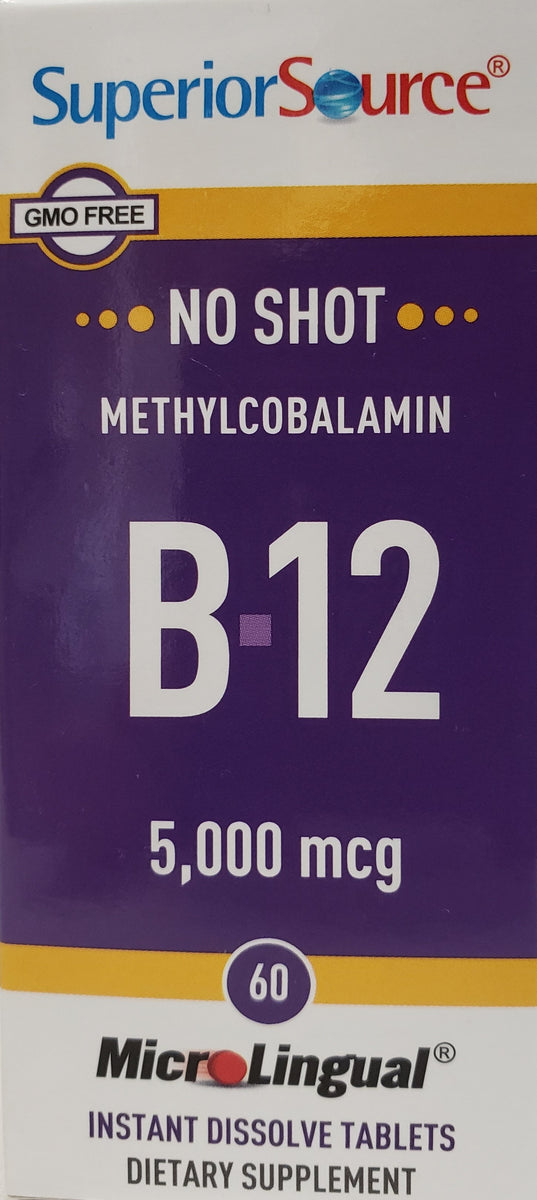 SuperiorSource®
GMO FREE
NO SHOT
METHYLCOBALAMIN
B-12
5,000 mcg
60
MicroLingual®
INSTANT DISSOLVE TABLETS
DIETARY SUPPLEMENT